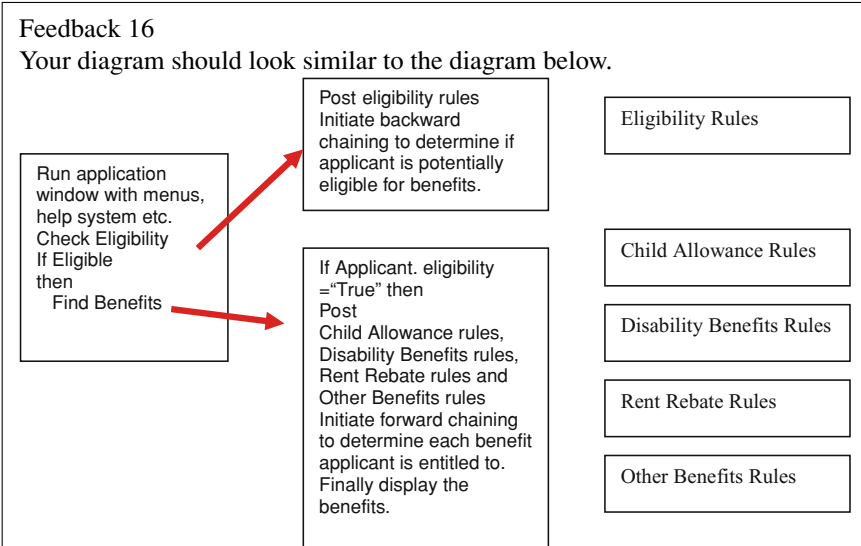 Feedback 16
Your diagram should look similar to the diagram below.
Run application
window with menus,
help system etc.
Check Eligibility
If Eligible
then
Find Benefits
Post eligibility rules
Initiate backward
chaining to determine if
applicant is potentially
eligible for benefits.
If Applicant. eligibility
=“True” then
Post
Child Allowance rules,
Disability Benefits rules,
Rent Rebate rules and
Other Benefits rules
Initiate forward chaining
to determine each benefit
applicant is entitled to.
Finally display the
benefits.
Eligibility Rules
Child Allowance Rules
Disability Benefits Rules
Rent Rebate Rules
Other Benefits Rules